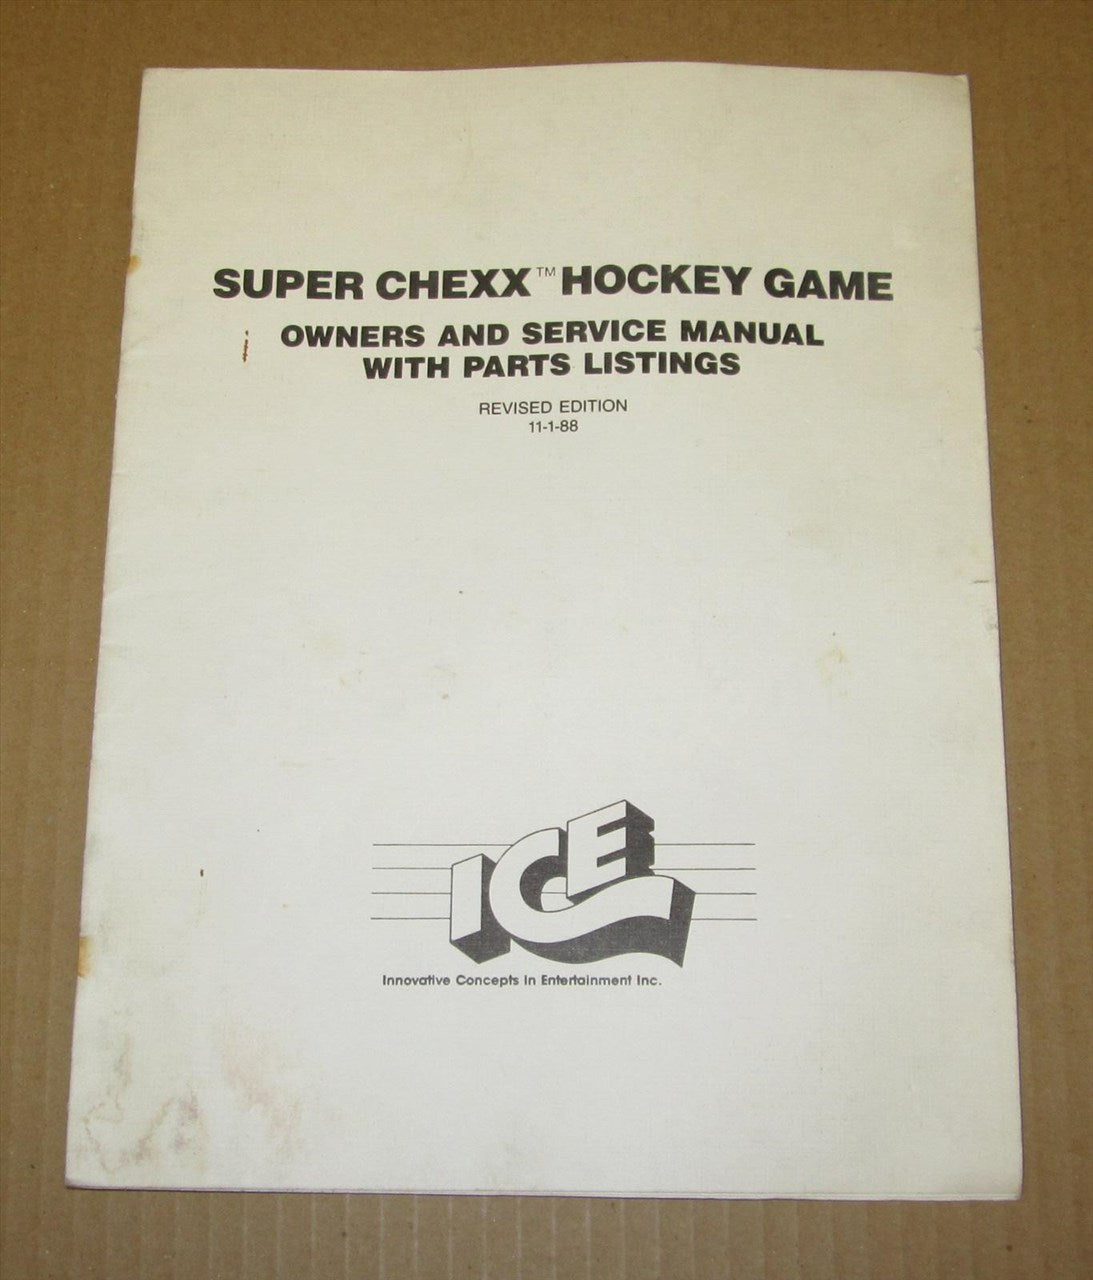 SUPER CHEXX™ HOCKEY GAME
OWNERS AND SERVICE MANUAL
WITH PARTS LISTINGS
REVISED EDITION
11-1-88
ICE
Innovative Concepts in Entertainment Inc.